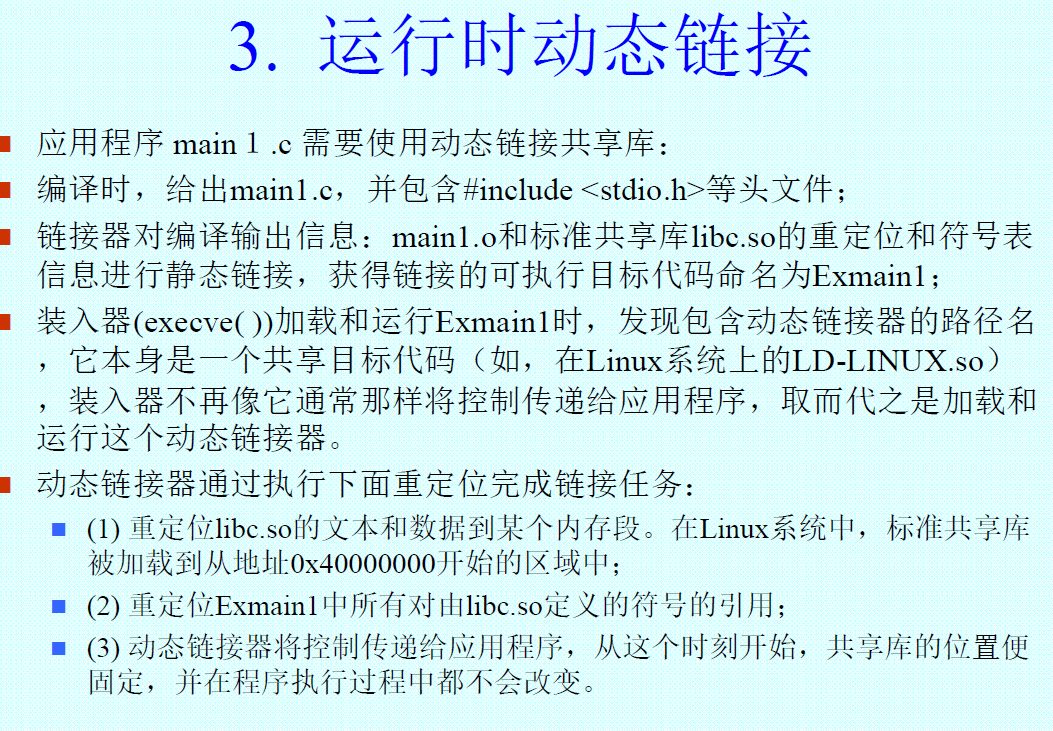 3. 运行时动态链接
应用程序 main１.c 需要使用动态链接共享库：
编译时，给出main1.c，并包含#include <stdio.h>等头文件；
链接器对编译输出信息：main1.o和标准共享库libc.so的重定位和符号表
信息进行静态链接，获得链接的可执行目标代码命名为Exmain1；
装入器(execve( ))加载和运行Exmain1时，发现包含动态链接器的路径名
，它本身是一个共享目标代码（如，在Linux系统上的LD-LINUX.so）
，装入器不再像它通常那样将控制传递给应用程序，取而代之是加载和
运行这个动态链接器。
动态链接器通过执行下面重定位完成链接任务：
(1) 重定位libc.so的文本和数据到某个内存段。在Linux系统中，标准共享库
被加载到从地址0x40000000开始的区域中；
(2) 重定位Exmain1中所有对由libc.so定义的符号的引用；
(3) 动态链接器将控制传递给应用程序，从这个时刻开始，共享库的位置便
固定，并在程序执行过程中都不会改变。